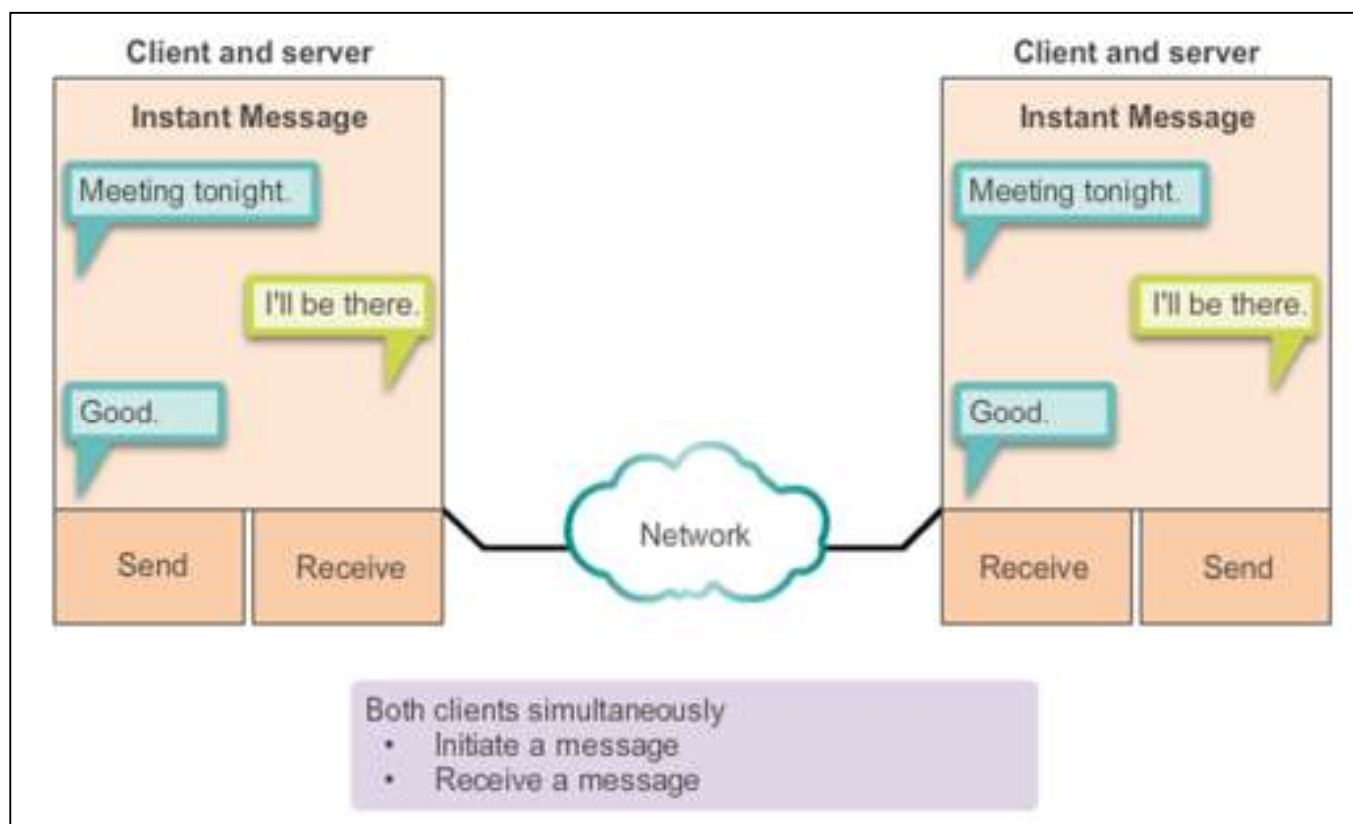 Client and server
Instant Message
Meeting tonight.
I'll be there.
Good.
Send
Receive
Network
Client and server
Instant Message
Meeting tonight.
I'll be there.
Good.
Receive
Send
Both clients simultaneously
• Initiate a message
• Receive a message